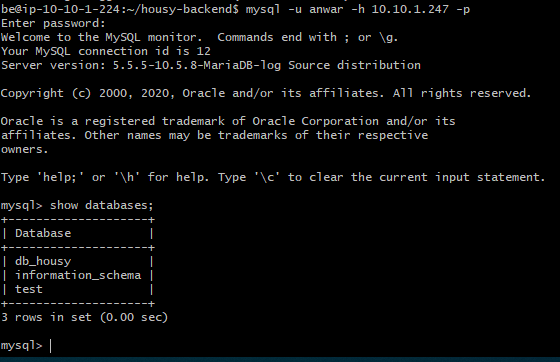 be@ip-10-10-1-224:~/housy-backend$ mysql -u anwar -h 10.10.1.247 -p
Enter password:
Welcome to the MySQL monitor.  Commands end with ; or \g.
Your MySQL connection id is 12
Server version: 5.5.5-10.5.8-MariaDB-log Source distribution

Copyright (c) 2000, 2020, Oracle and/or its affiliates. All rights reserved.

Oracle is a registered trademark of Oracle Corporation and/or its
affiliates. Other names may be trademarks of their respective
owners.

Type 'help;' or '\h' for help. Type '\c' to clear the current input statement.

mysql> show databases;
+--------------------+
| Database           |
+--------------------+
| db_housy           |
| information_schema |
| test               |
+--------------------+
3 rows in set (0.00 sec)

mysql>